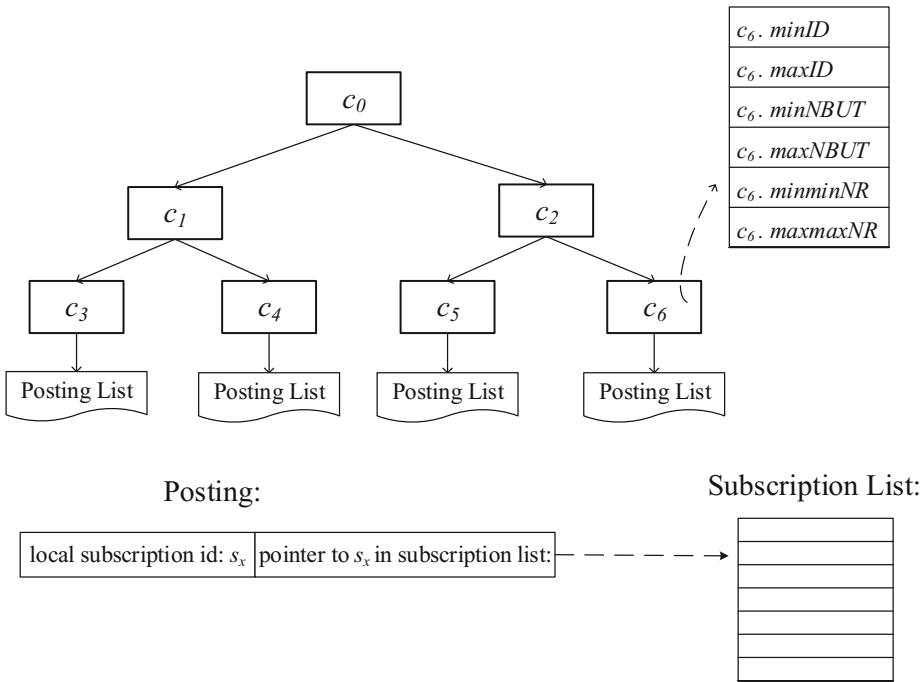 c₀
c₁
c₂
c₃
c₄
c₅
c₆
Posting List
Posting List
Posting List
Posting List
c₆. minID
c₆. maxID
c₆. minNBUT
c₆. maxNBUT
c₆. minminNR
c₆. maxmaxNR
Posting:
local subscription id: sₓ
pointer to sₓ in subscription list:
Subscription List: